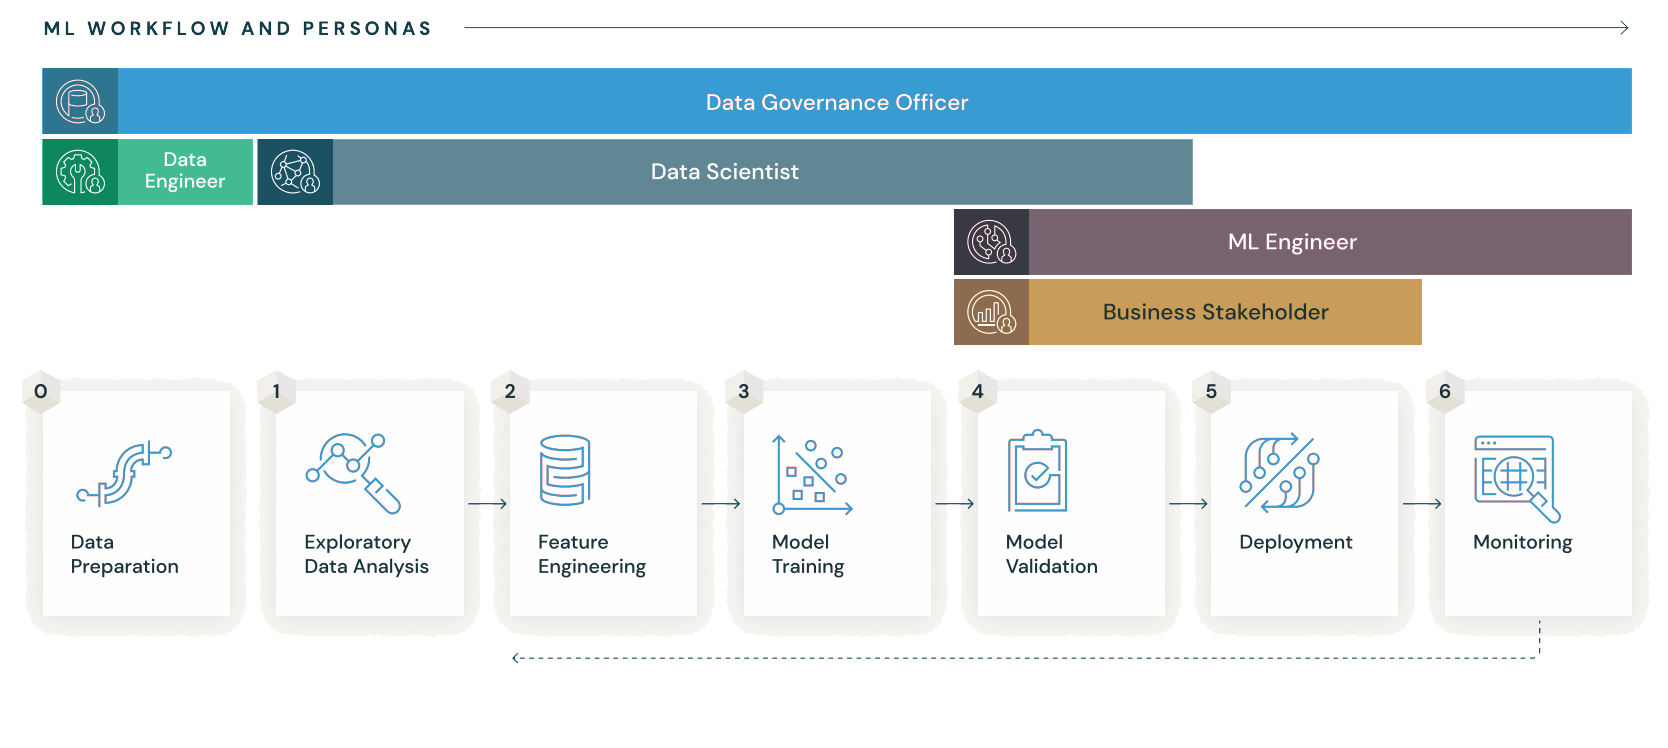 ML WORKFLOW AND PERSONAS
Data Governance Officer
Data
Engineer
Data Scientist
ML Engineer
Business Stakeholder
0
Data
Preparation
1
Exploratory
Data Analysis
2
Feature
Engineering
3
Model
Training
4
Model
Validation
5
Deployment
6
Monitoring